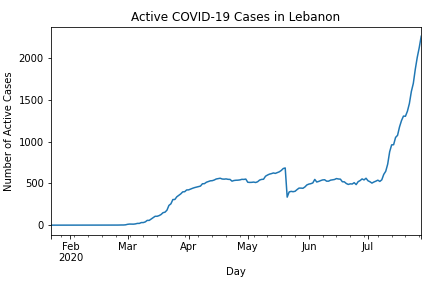 Active COVID-19 Cases in Lebanon
Number of Active Cases
2000
1500
1000
500
0
Feb
2020
Mar
Apr
May
Jun
Jul
Day